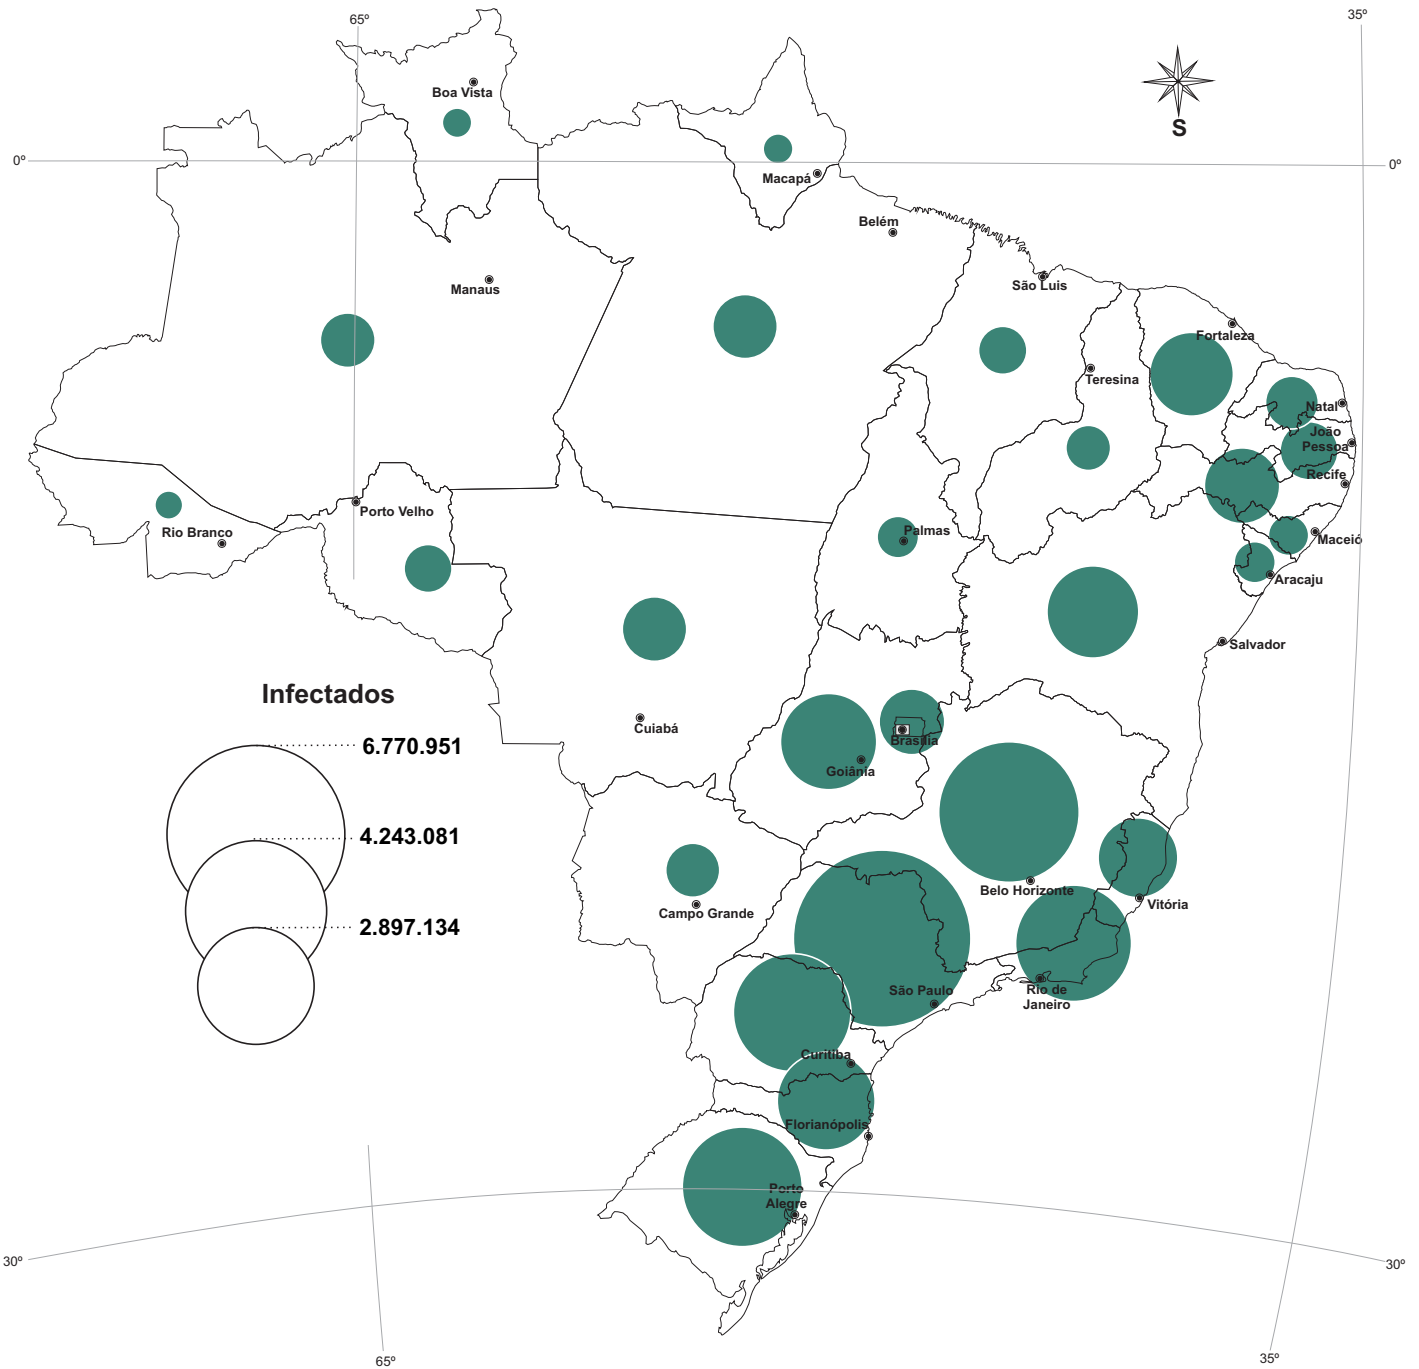 65º
35º
Boa Vista
S
0º
0º
Macapá
Belém
São Luis
Manaus
Fortaleza
Teresina
Natal
João
Pessoa
Recife
Porto Velho
Rio Branco
Palmas
Maceió
Aracaju
Salvador
Infectados
6.770.951
4.243.081
2.897.134
Cuiabá
Brasília
Goiânia
Belo Horizonte
Vitória
Campo Grande
São Paulo
Rio de
Janeiro
Curitiba
Florianópolis
Porto
Alegre
30º
30º
65º
35º